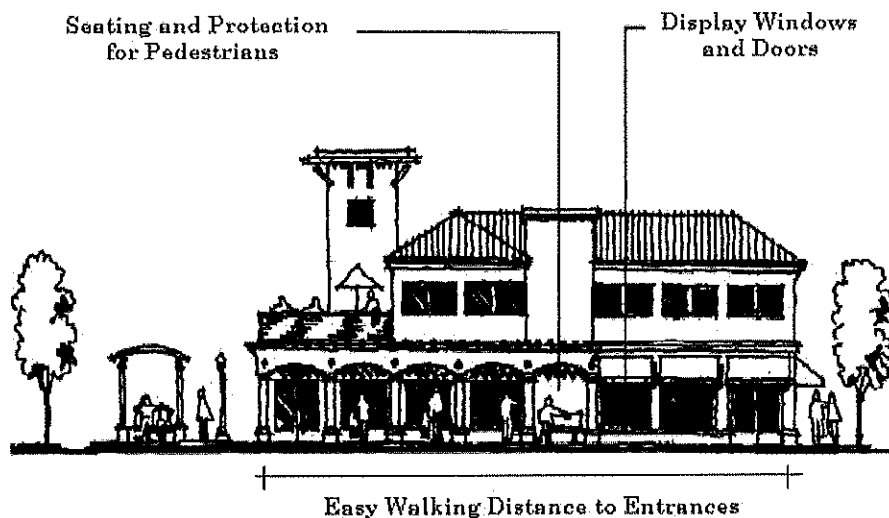 Seating and Protection
for Pedestrians
Display Windows
and Doors
Easy Walking Distance to Entrances